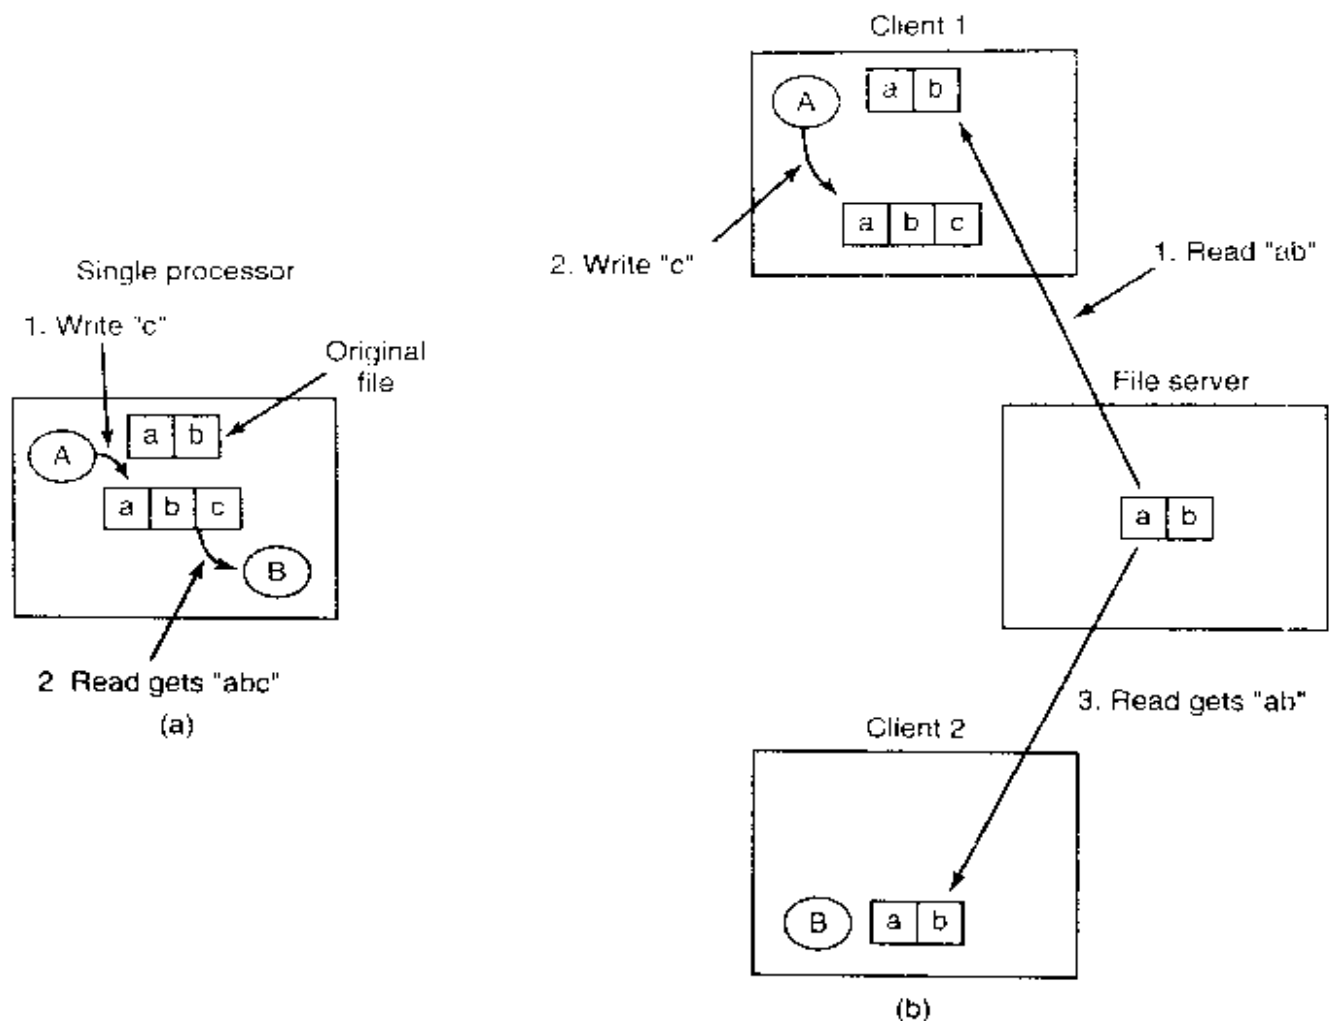 Single processor
1. Write "c"
Original
file
a b
A
a b c
B
2 Read gets "abc"
(a)
Client 1
A
a b
a b c
2. Write "c"
1. Read "ab"
File server
a b
3. Read gets "ab"
Client 2
B
a b
(b)